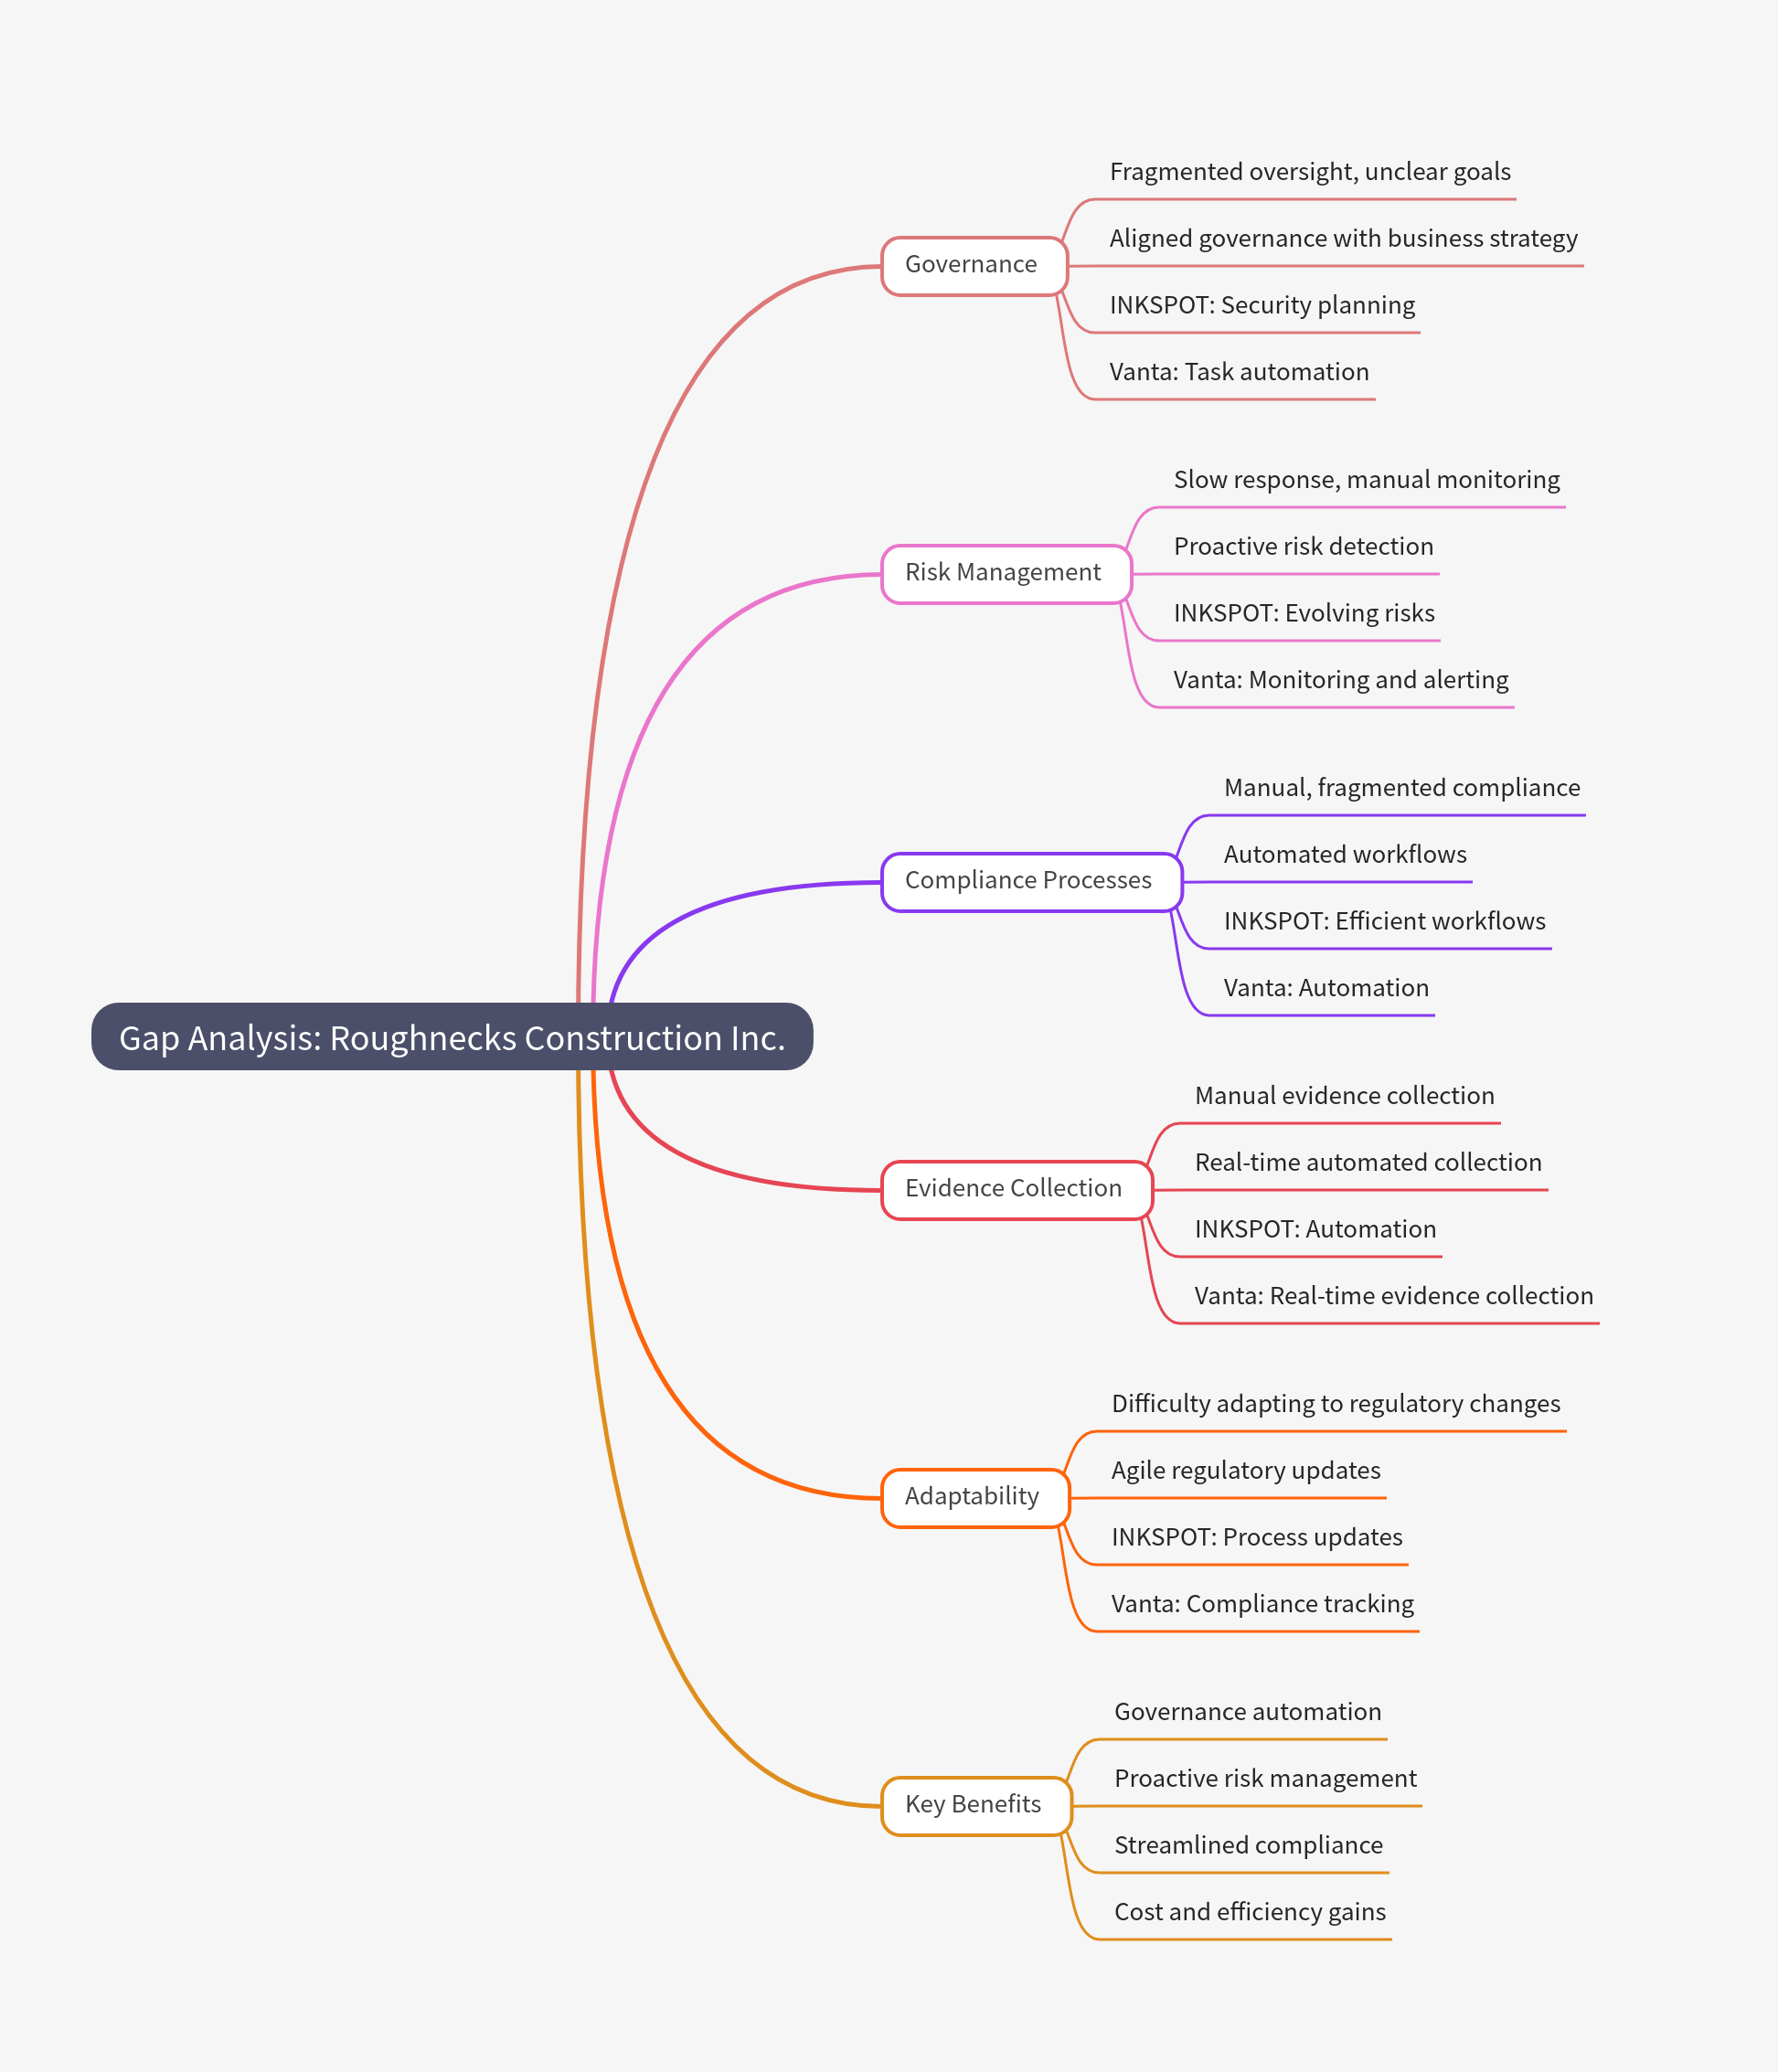 Gap Analysis: Roughnecks Construction Inc.
Governance
Fragmented oversight, unclear goals
Aligned governance with business strategy
INKSPOT: Security planning
Vanta: Task automation
Risk Management
Slow response, manual monitoring
Proactive risk detection
INKSPOT: Evolving risks
Vanta: Monitoring and alerting
Compliance Processes
Manual, fragmented compliance
Automated workflows
INKSPOT: Efficient workflows
Vanta: Automation
Evidence Collection
Manual evidence collection
Real-time automated collection
INKSPOT: Automation
Vanta: Real-time evidence collection
Adaptability
Difficulty adapting to regulatory changes
Agile regulatory updates
INKSPOT: Process updates
Vanta: Compliance tracking
Key Benefits
Governance automation
Proactive risk management
Streamlined compliance
Cost and efficiency gains